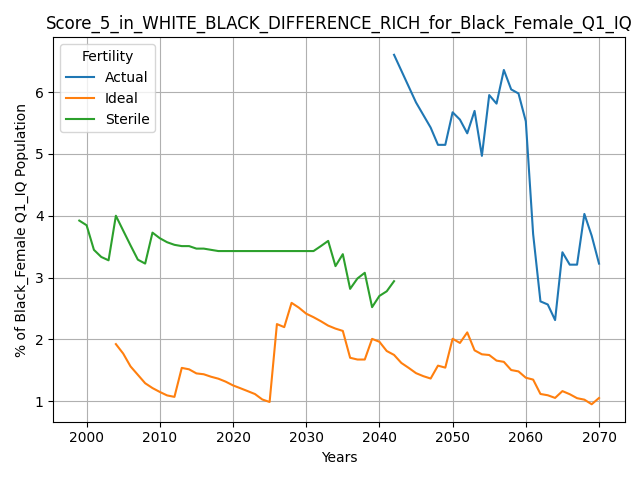 Score_5_in_WHITE_BLACK_DIFFERENCE_RICH_for_Black_Female_Q1_IQ
Fertility
Actual
Ideal
Sterile
% of Black_Female Q1_IQ Population
6
5
4
3
2
1
2000 2010 2020 2030 2040 2050 2060 2070
Years